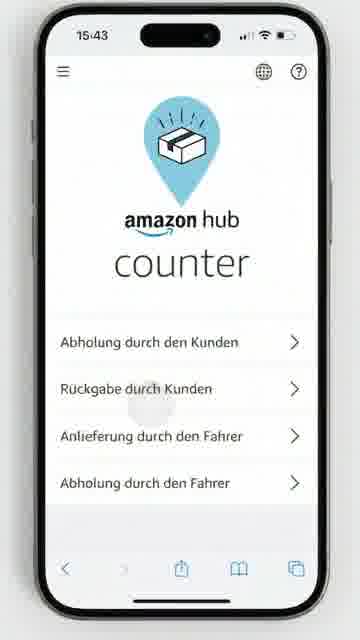 15:43
amazon hub
counter
Abholung durch den Kunden
Rückgabe durch Kunden
Anlieferung durch den Fahrer
Abholung durch den Fahrer